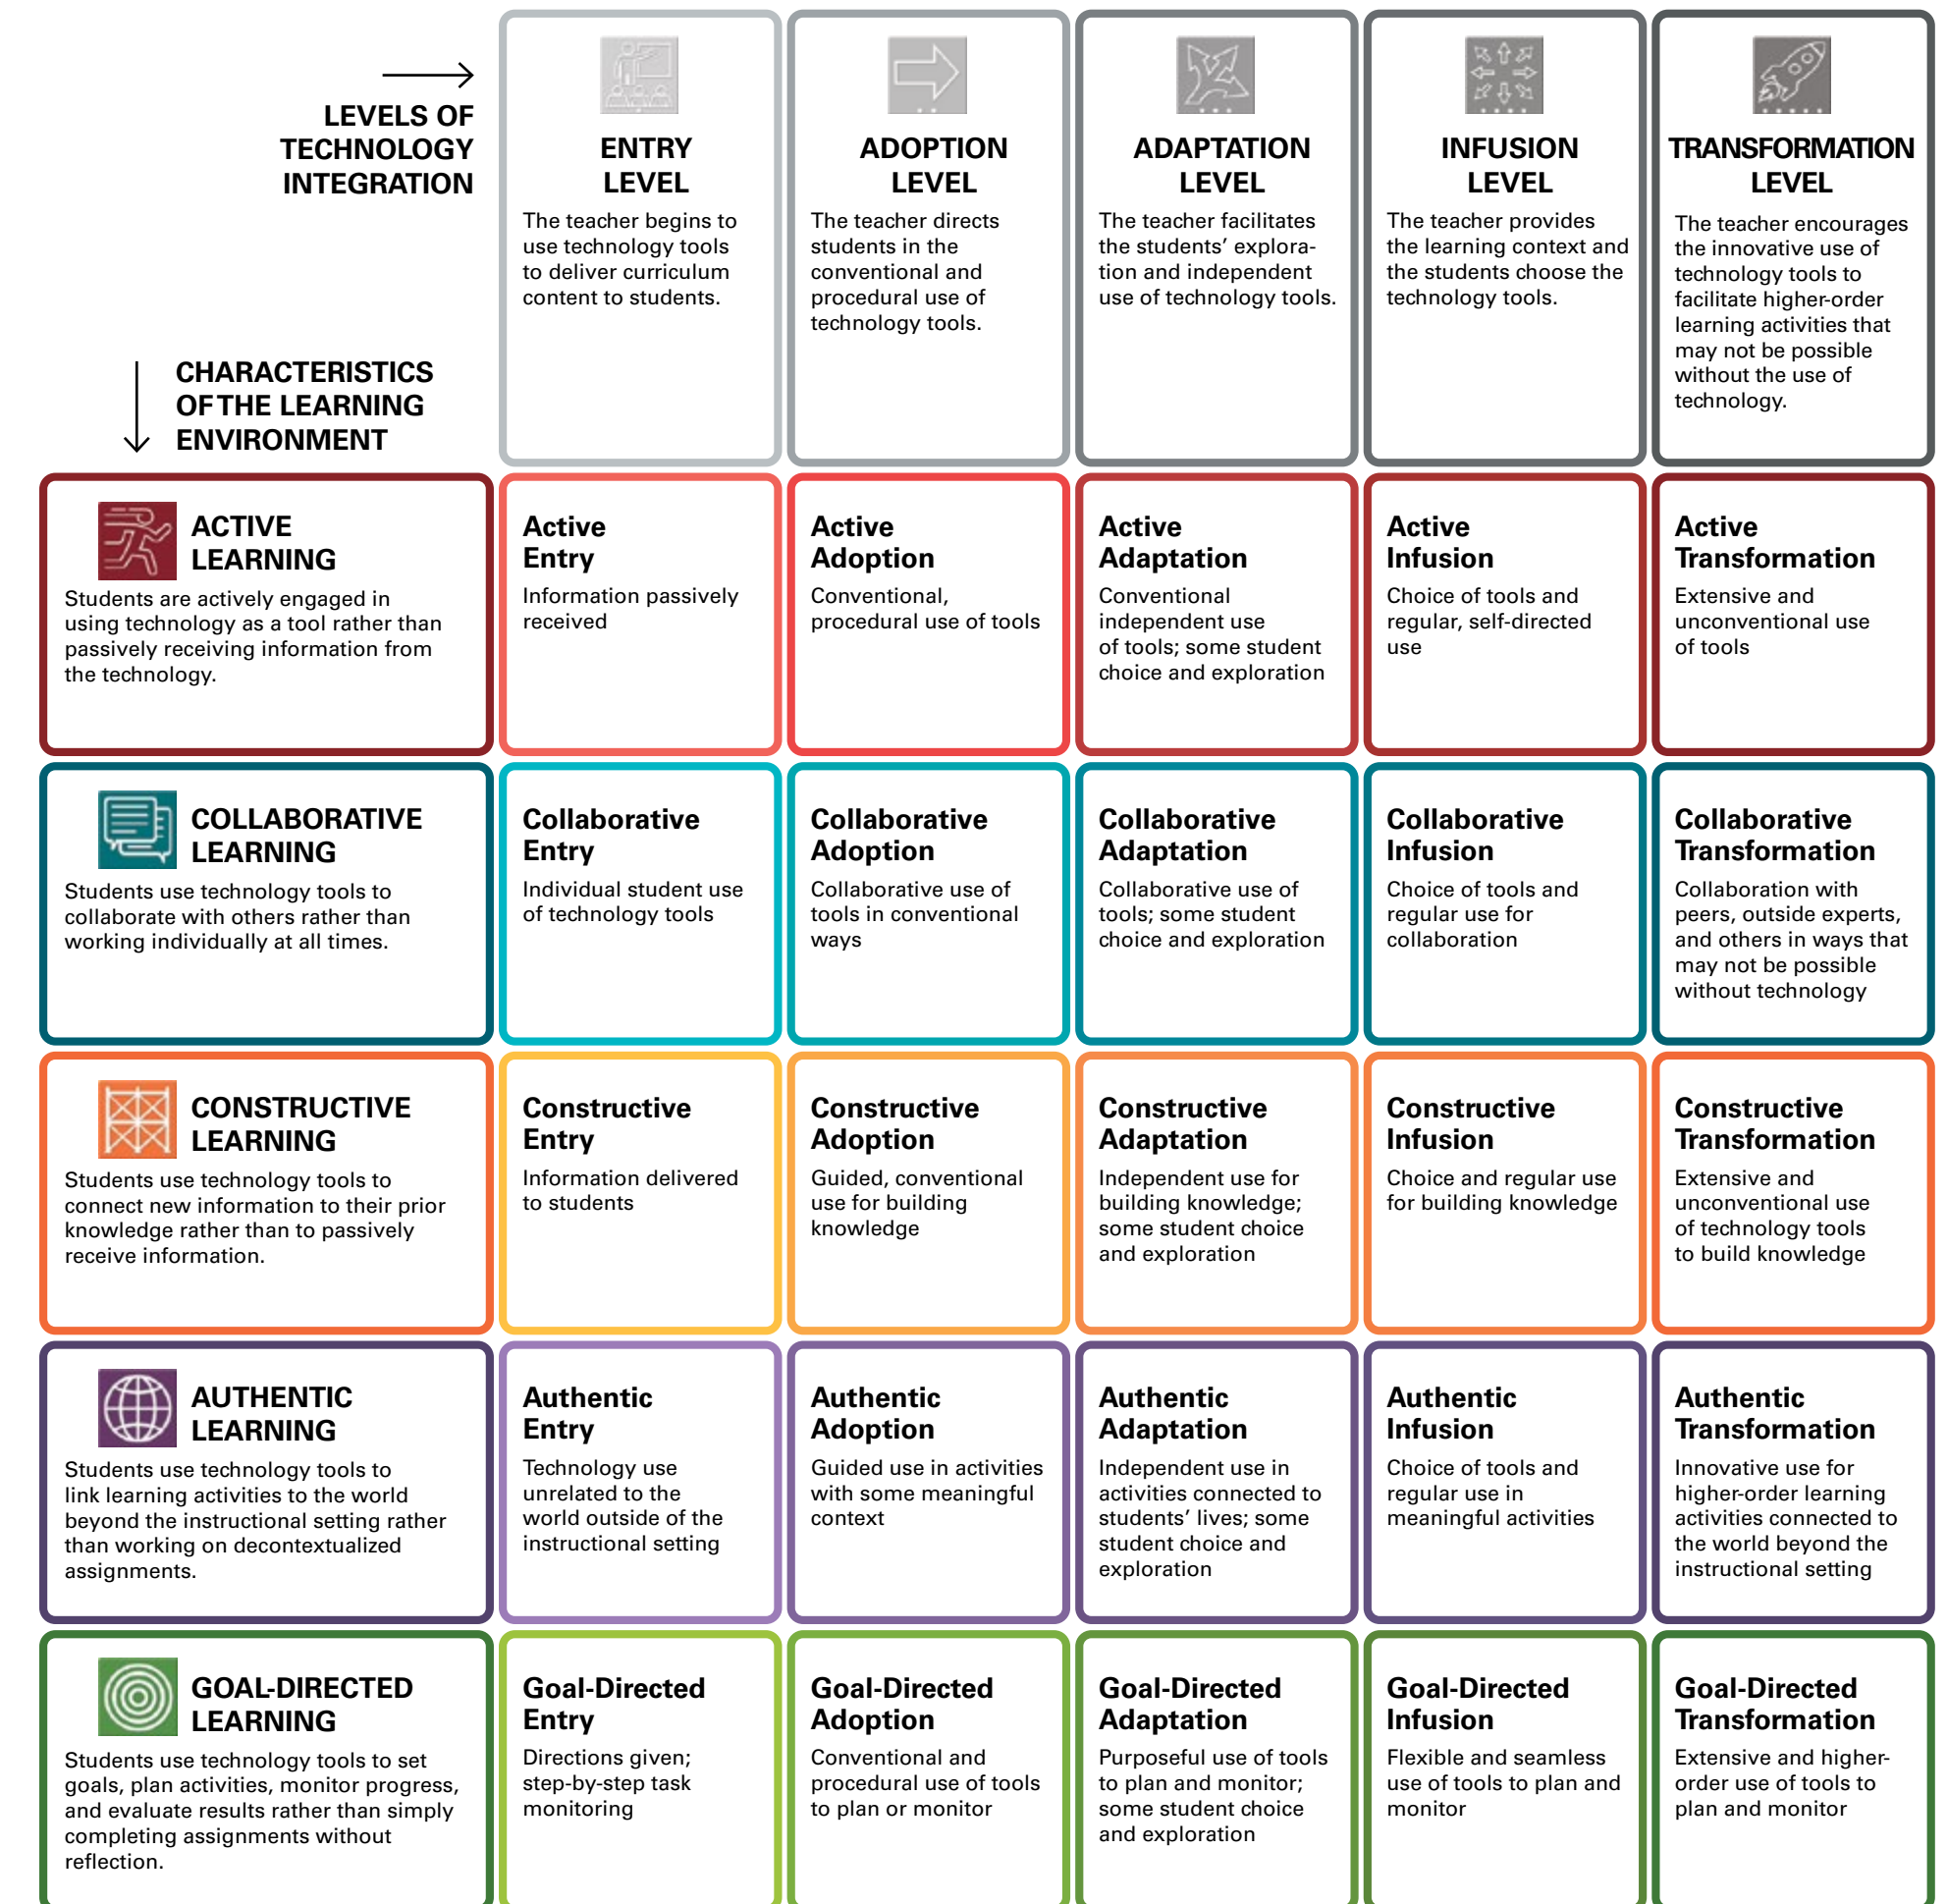 LEVELS OF
TECHNOLOGY
INTEGRATION
CHARACTERISTICS
OF THE LEARNING
ENVIRONMENT
ENTRY
LEVEL
The teacher begins to
use technology tools
to deliver curriculum
content to students.
ADOPTION
LEVEL
The teacher directs
students in the
conventional and
procedural use of
technology tools.
ADAPTATION
LEVEL
The teacher facilitates
the students’ explora-
tion and independent
use of technology tools.
INFUSION
LEVEL
The teacher provides
the learning context and
the students choose the
technology tools.
TRANSFORMATION
LEVEL
The teacher encourages
the innovative use of
technology tools to
facilitate higher-order
learning activities that
may not be possible
without the use of
technology.
ACTIVE
LEARNING
Students are actively engaged in
using technology as a tool rather than
passively receiving information from
the technology.
Active
Entry
Information passively
received
Active
Adoption
Conventional,
procedural use of tools
Active
Adaptation
Conventional
independent use
of tools; some student
choice and exploration
Active
Infusion
Choice of tools and
regular, self-directed
use
Active
Transformation
Extensive and
unconventional use
of tools
COLLABORATIVE
LEARNING
Students use technology tools to
collaborate with others rather than
working individually at all times.
Collaborative
Entry
Individual student use
of technology tools
Collaborative
Adoption
Collaborative use of
tools in conventional
ways
Collaborative
Adaptation
Collaborative use of
tools; some student
choice and exploration
Collaborative
Infusion
Choice of tools and
regular use for
collaboration
Collaborative
Transformation
Collaboration with
peers, outside experts,
and others in ways that
may not be possible
without technology
CONSTRUCTIVE
LEARNING
Students use technology tools to
connect new information to their prior
knowledge rather than to passively
receive information.
Constructive
Entry
Information delivered
to students
Constructive
Adoption
Guided, conventional
use for building
knowledge
Constructive
Adaptation
Independent use for
building knowledge;
some student choice
and exploration
Constructive
Infusion
Choice and regular use
for building knowledge
Constructive
Transformation
Extensive and
unconventional use
of technology tools
to build knowledge
AUTHENTIC
LEARNING
Students use technology tools to
link learning activities to the world
beyond the instructional setting rather
than working on decontextualized
assignments.
Authentic
Entry
Technology use
unrelated to the
world outside of the
instructional setting
Authentic
Adoption
Guided use in activities
with some meaningful
context
Authentic
Adaptation
Independent use in
activities connected to
students’ lives; some
student choice and
exploration
Authentic
Infusion
Choice of tools and
regular use in
meaningful activities
Authentic
Transformation
Innovative use for
higher-order learning
activities connected to
the world beyond the
instructional setting
GOAL-DIRECTED
LEARNING
Students use technology tools to set
goals, plan activities, monitor progress,
and evaluate results rather than simply
completing assignments without
reflection.
Goal-Directed
Entry
Directions given;
step-by-step task
monitoring
Goal-Directed
Adoption
Conventional and
procedural use of tools
to plan or monitor
Goal-Directed
Adaptation
Purposeful use of tools
to plan and monitor;
some student choice
and exploration
Goal-Directed
Infusion
Flexible and seamless
use of tools to plan and
monitor
Goal-Directed
Transformation
Extensive and higher-
order use of tools to
plan and monitor